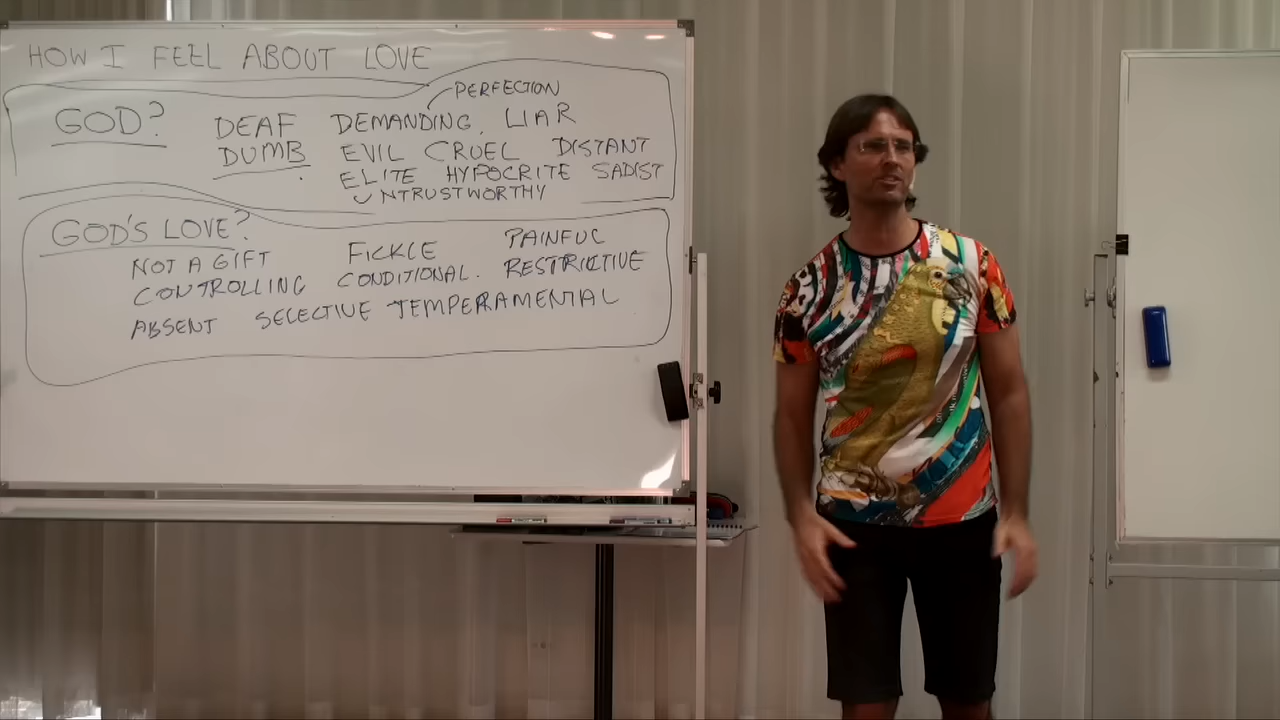 HOW I FEEL ABOUT LOVE
PERFECTION
GOD? DEAF DEMANDING, LIAR
DUMB EVIL CRUEL DISTANT
ELITE HYPOCRITE SADIST
UNTRUSTWORTHY
GOD'S LOVE?
NOT A GIFT FICKLE PAINFUL
CONTROLLING CONDITIONAL. RESTRICTIVE
ABSENT SELECTIVE TEMPERAMENTAL